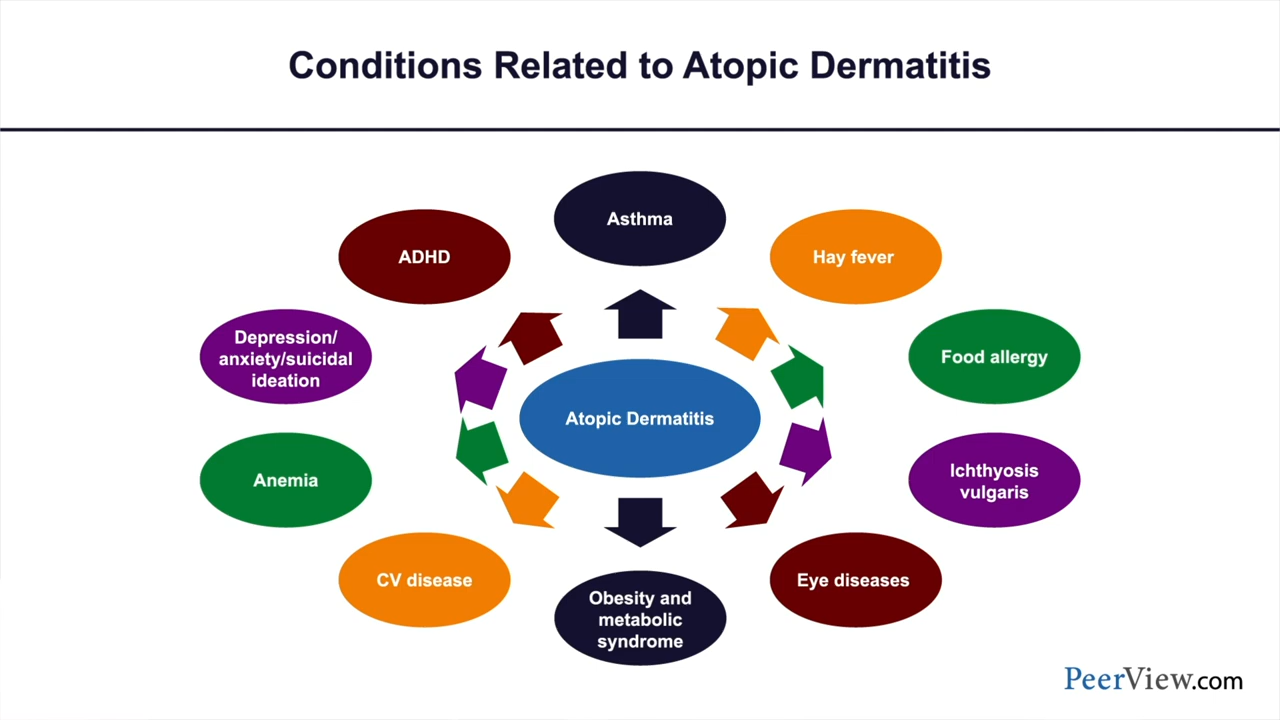 Conditions Related to Atopic Dermatitis
Asthma
Hay fever
Food allergy
Ichthyosis
vulgaris
Eye diseases
Obesity and
metabolic
syndrome
CV disease
Anemia
Depression/
anxiety/suicidal
ideation
ADHD
Atopic Dermatitis
PeerView.com